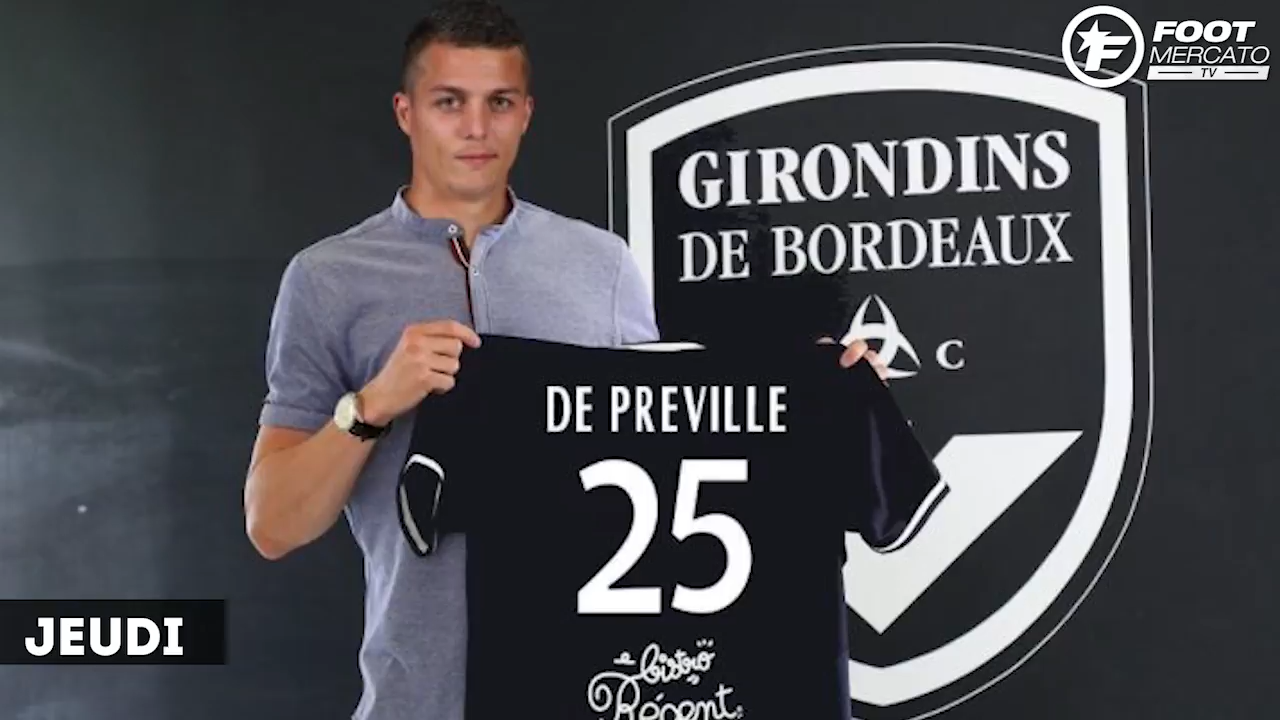 FOOT
MERCATO
TV
GIRONDINS
DE BORDEAUX
C
DE PREVILLE
25
JEUDI
bistro
Régent